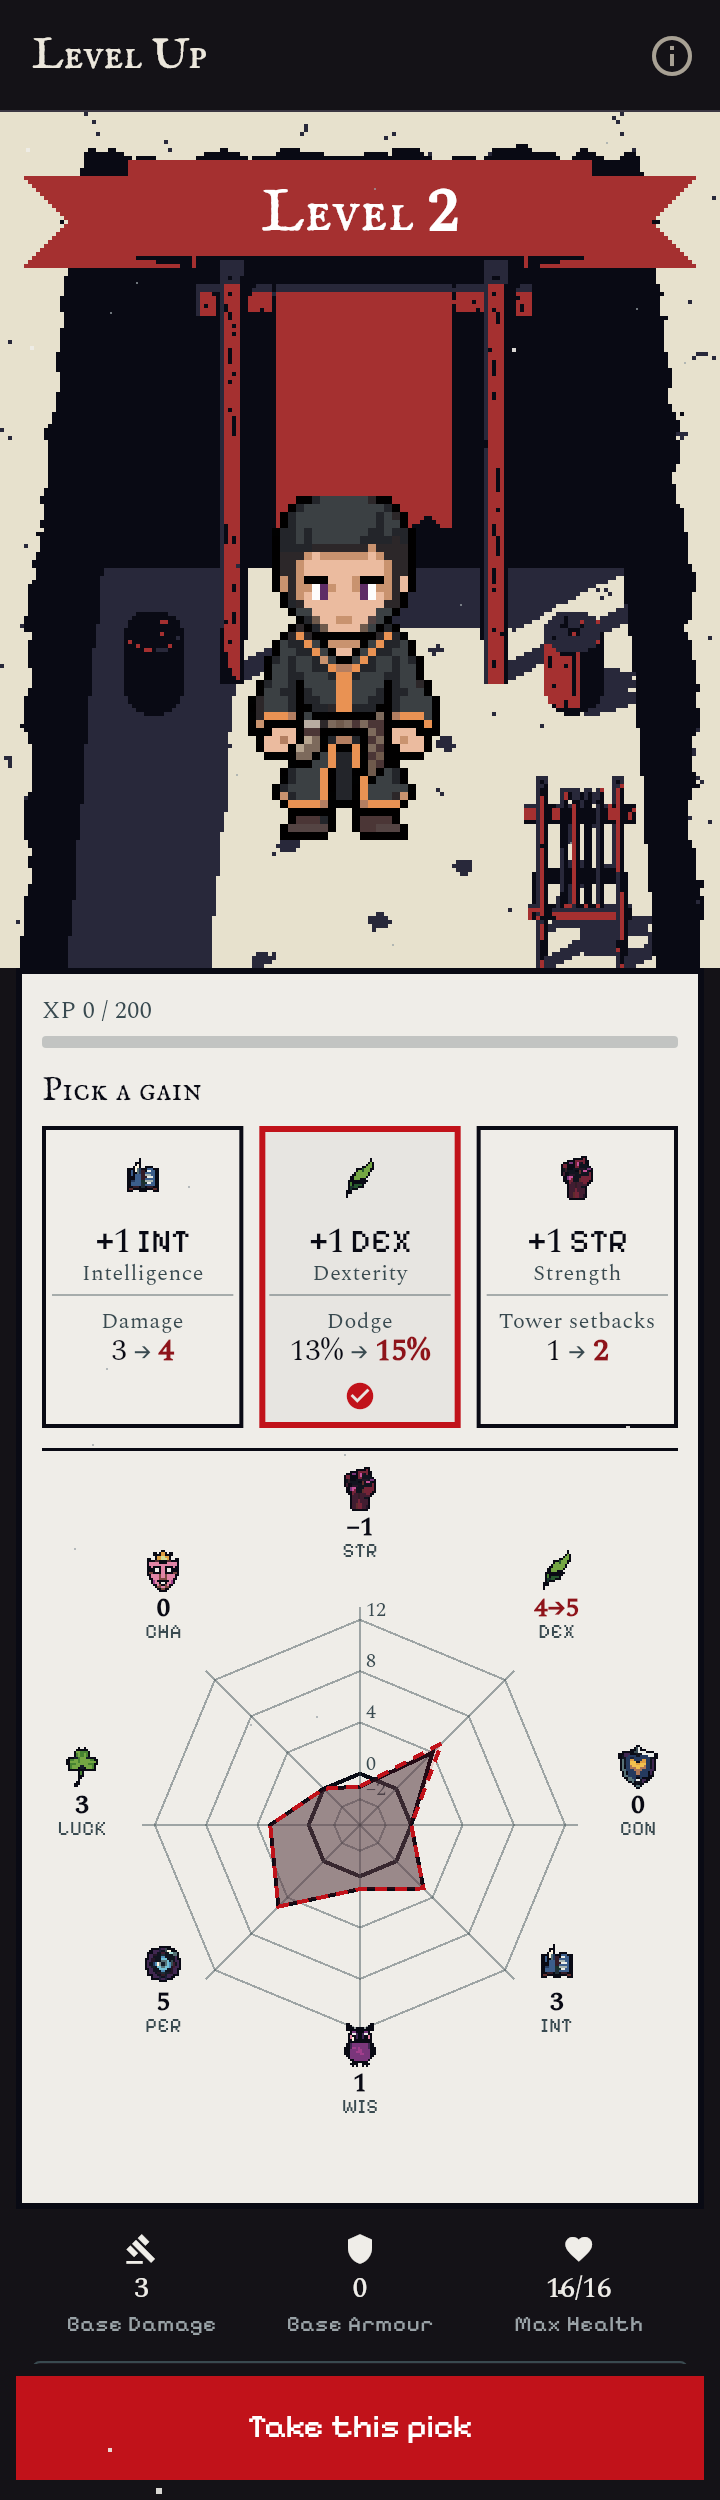 Level Up
Level 2
XP 0 / 200
Pick a gain
+1 INT
Intelligence
Damage
3 → 4
+1 DEX
Dexterity
Dodge
13% → 15%
+1 STR
Strength
Tower setbacks
1 → 2
−1
STR
0
CHA
4→5
DEX
12
8
4
0
−2
3
LUCK
0
CON
5
PER
3
INT
1
WIS
3
Base Damage
0
Base Armour
16/16
Max Health
Take this pick